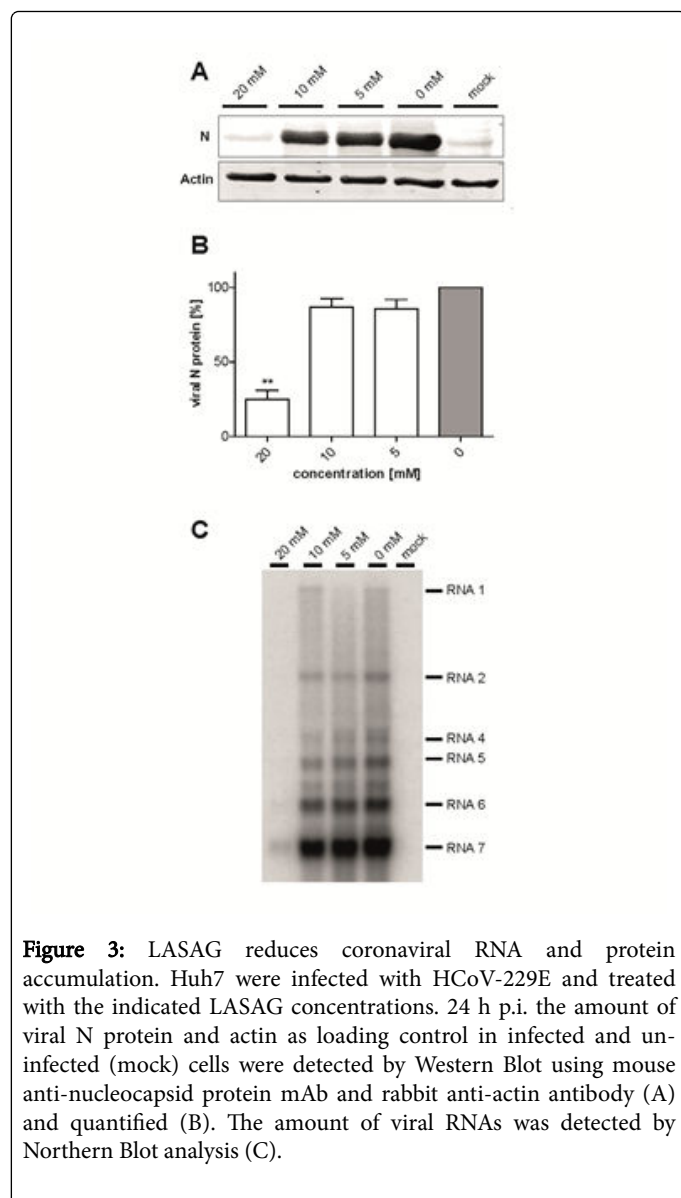 A
20 mM 10 mM 5 mM 0 mM mock
N
Actin
B
viral N protein [%]
100
50
0
**
20 10 5 0
concentration [mM]
C
20 mM 10 mM 5 mM 0 mM mock
RNA 1
RNA 2
RNA 4
RNA 5
RNA 6
RNA 7
Figure 3: LASAG reduces coronaviral RNA and protein
accumulation. Huh7 were infected with HCoV-229E and treated
with the indicated LASAG concentrations. 24 h p.i. the amount of
viral N protein and actin as loading control in infected and un-
infected (mock) cells were detected by Western Blot using mouse
anti-nucleocapsid protein mAb and rabbit anti-actin antibody (A)
and quantified (B). The amount of viral RNAs was detected by
Northern Blot analysis (C).